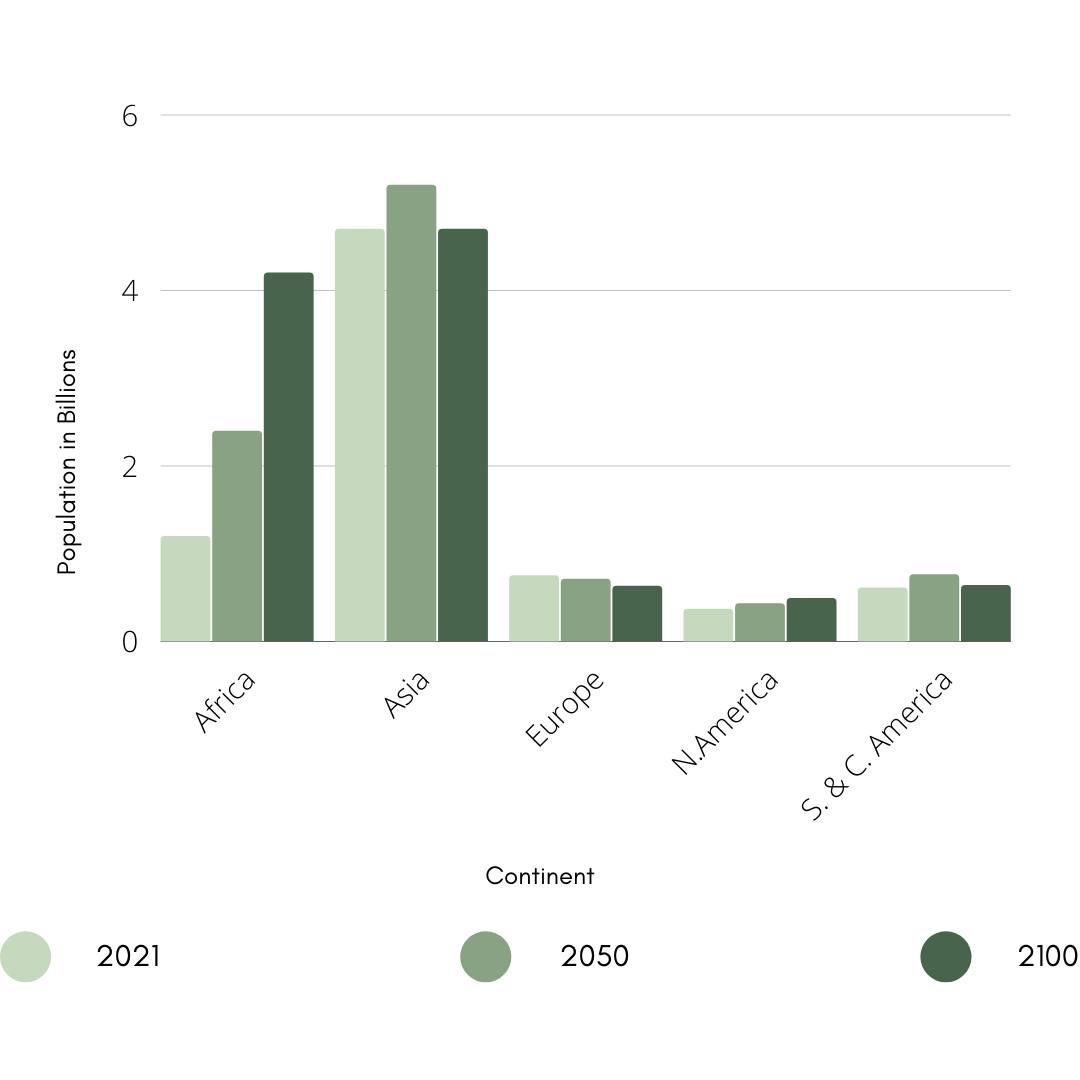 6
4
2
0
Population in Billions
Africa
Asia
Europe
N.America
S. & C. America
Continent
2021
2050
2100